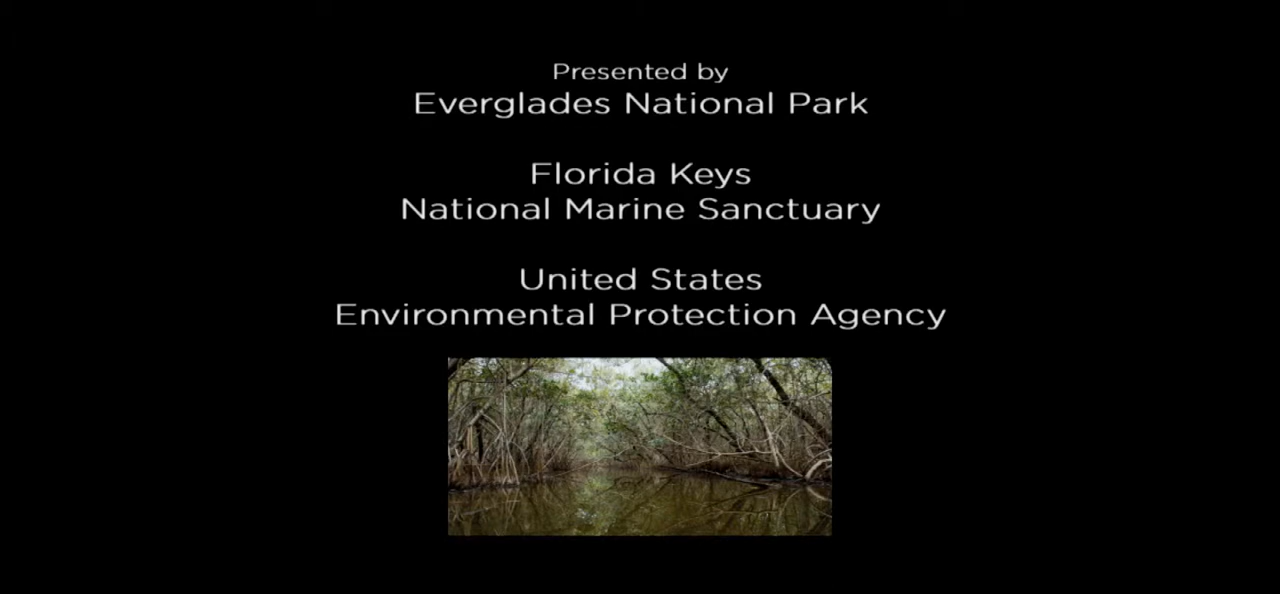 Presented by
Everglades National Park
Florida Keys
National Marine Sanctuary
United States
Environmental Protection Agency